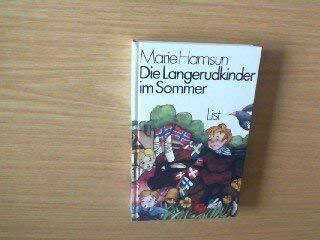 Marie Hamsun
Die Langerudkinder
im Sommer
List